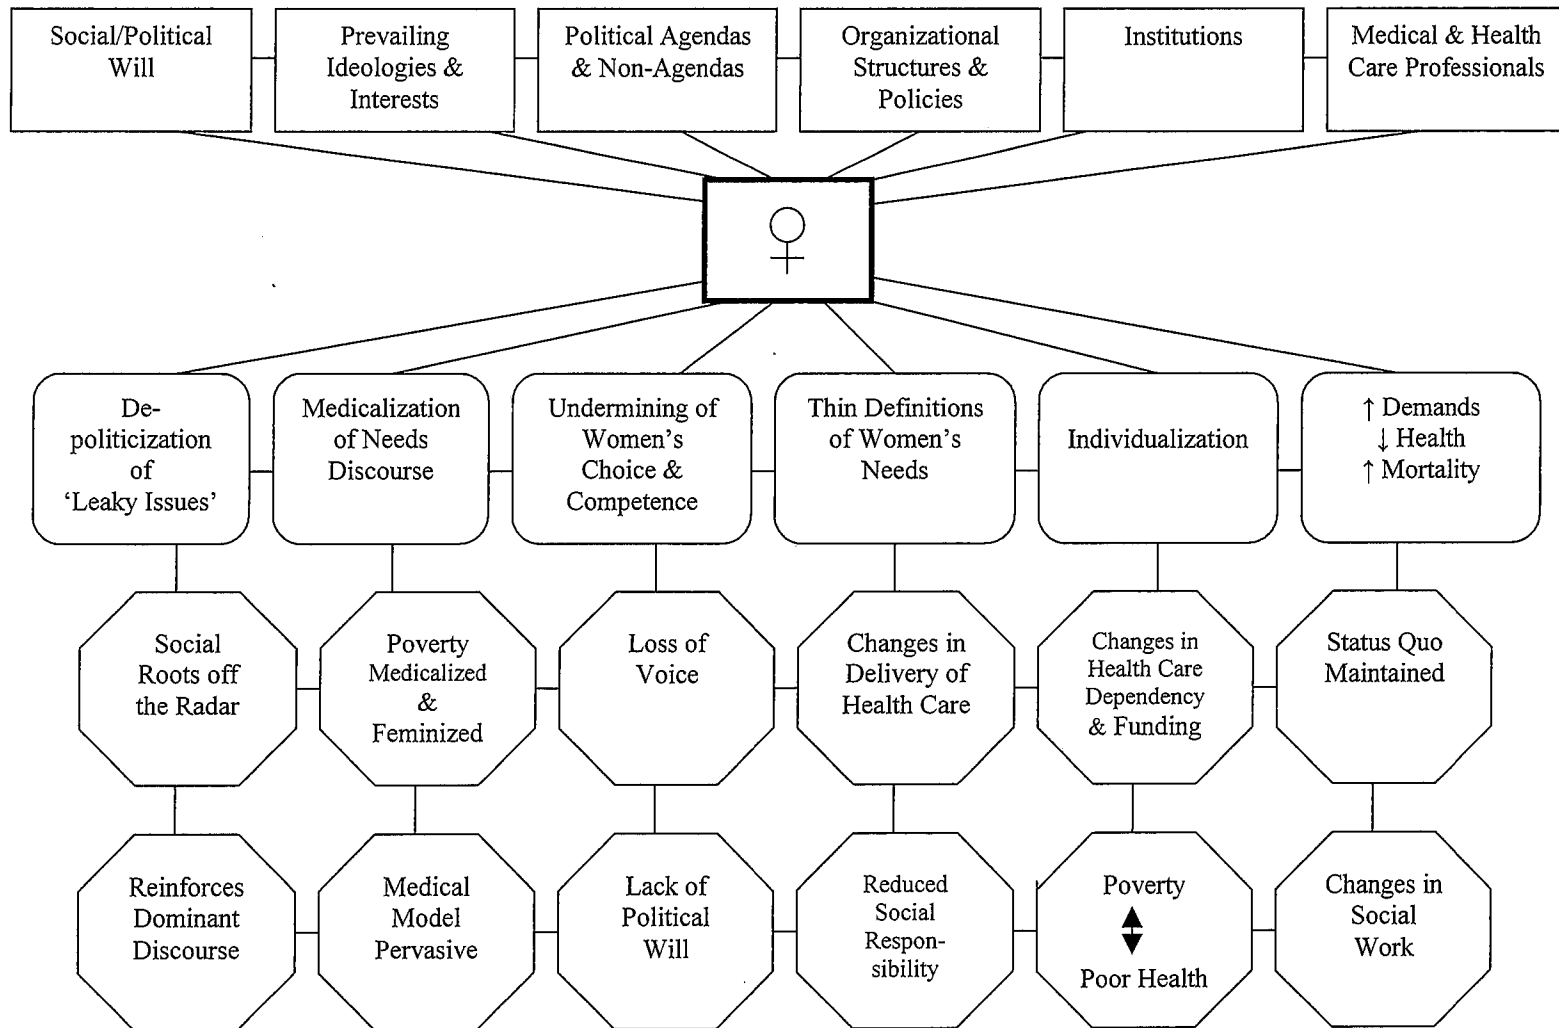 Social/Political
Will
Prevailing
Ideologies &
Interests
Political Agendas
& Non-Agendas
Organizational
Structures &
Policies
Institutions
Medical & Health
Care Professionals
♀
De-
politicization
of
‘Leaky Issues’
Medicalization
of Needs
Discourse
Undermining of
Women's
Choice &
Competence
Thin Definitions
of Women's
Needs
Individualization
↑ Demands
↓ Health
↑ Mortality
Social
Roots off
the Radar
Poverty
Medicalized
&
Feminized
Loss of
Voice
Changes in
Delivery of
Health Care
Changes in
Health Care
Dependency
& Funding
Status Quo
Maintained
Reinforces
Dominant
Discourse
Medical
Model
Pervasive
Lack of
Political
Will
Reduced
Social
Respon-
sibility
Poverty
Poor Health
Changes in
Social
Work